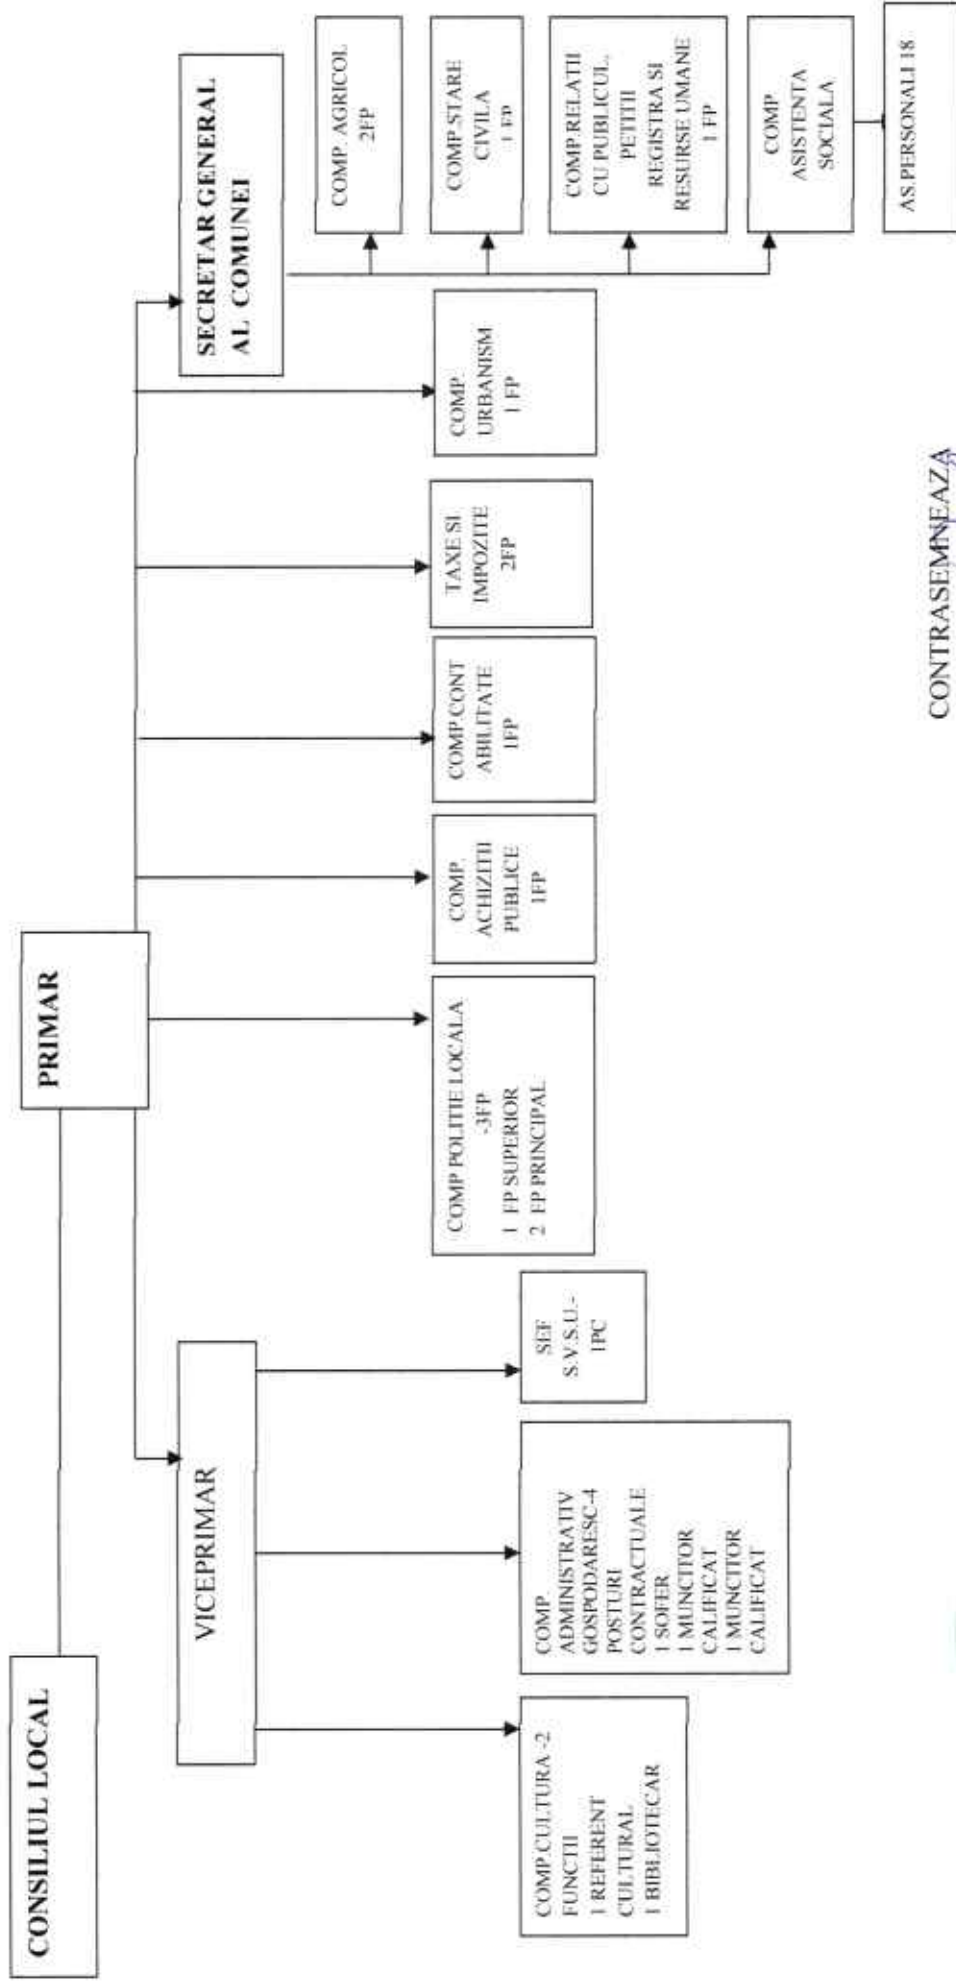 CONSILIUL LOCAL
PRIMAR
VICEPRIMAR
SECRETAR GENERAL
AL COMUNEI
COMP.CULTURA -2
FUNCTII
1 REFERENT
CULTURAL
1 BIBLIOTECAR
COMP.
ADMINISTRATIV
GOSPODARESC-4
POSTURI
CONTRACTUALE
1 SOFER
1 MUNCITOR
CALIFICAT
1 MUNCITOR
CALIFICAT
SEF
S.V.S.U.-
1PC
COMP POLITIE LOCALA
-3FP
1 FP SUPERIOR
2 FP PRINCIPAL
COMP.
ACHIZITII
PUBLICE
1FP
COMP.CONT
ABILITATE
1FP
TAXE SI
IMPOZITE
2FP
COMP.
URBANISM
1 FP
COMP. AGRICOL
2FP
COMP.STARE
CIVILA
1 FP
COMP.RELATII
CU PUBLICUL,
PETITII
REGISTRA SI
RESURSE UMANE
1 FP
COMP
ASISTENTA
SOCIALA
AS.PERSONALI 18
CONTRASEMNEAZA